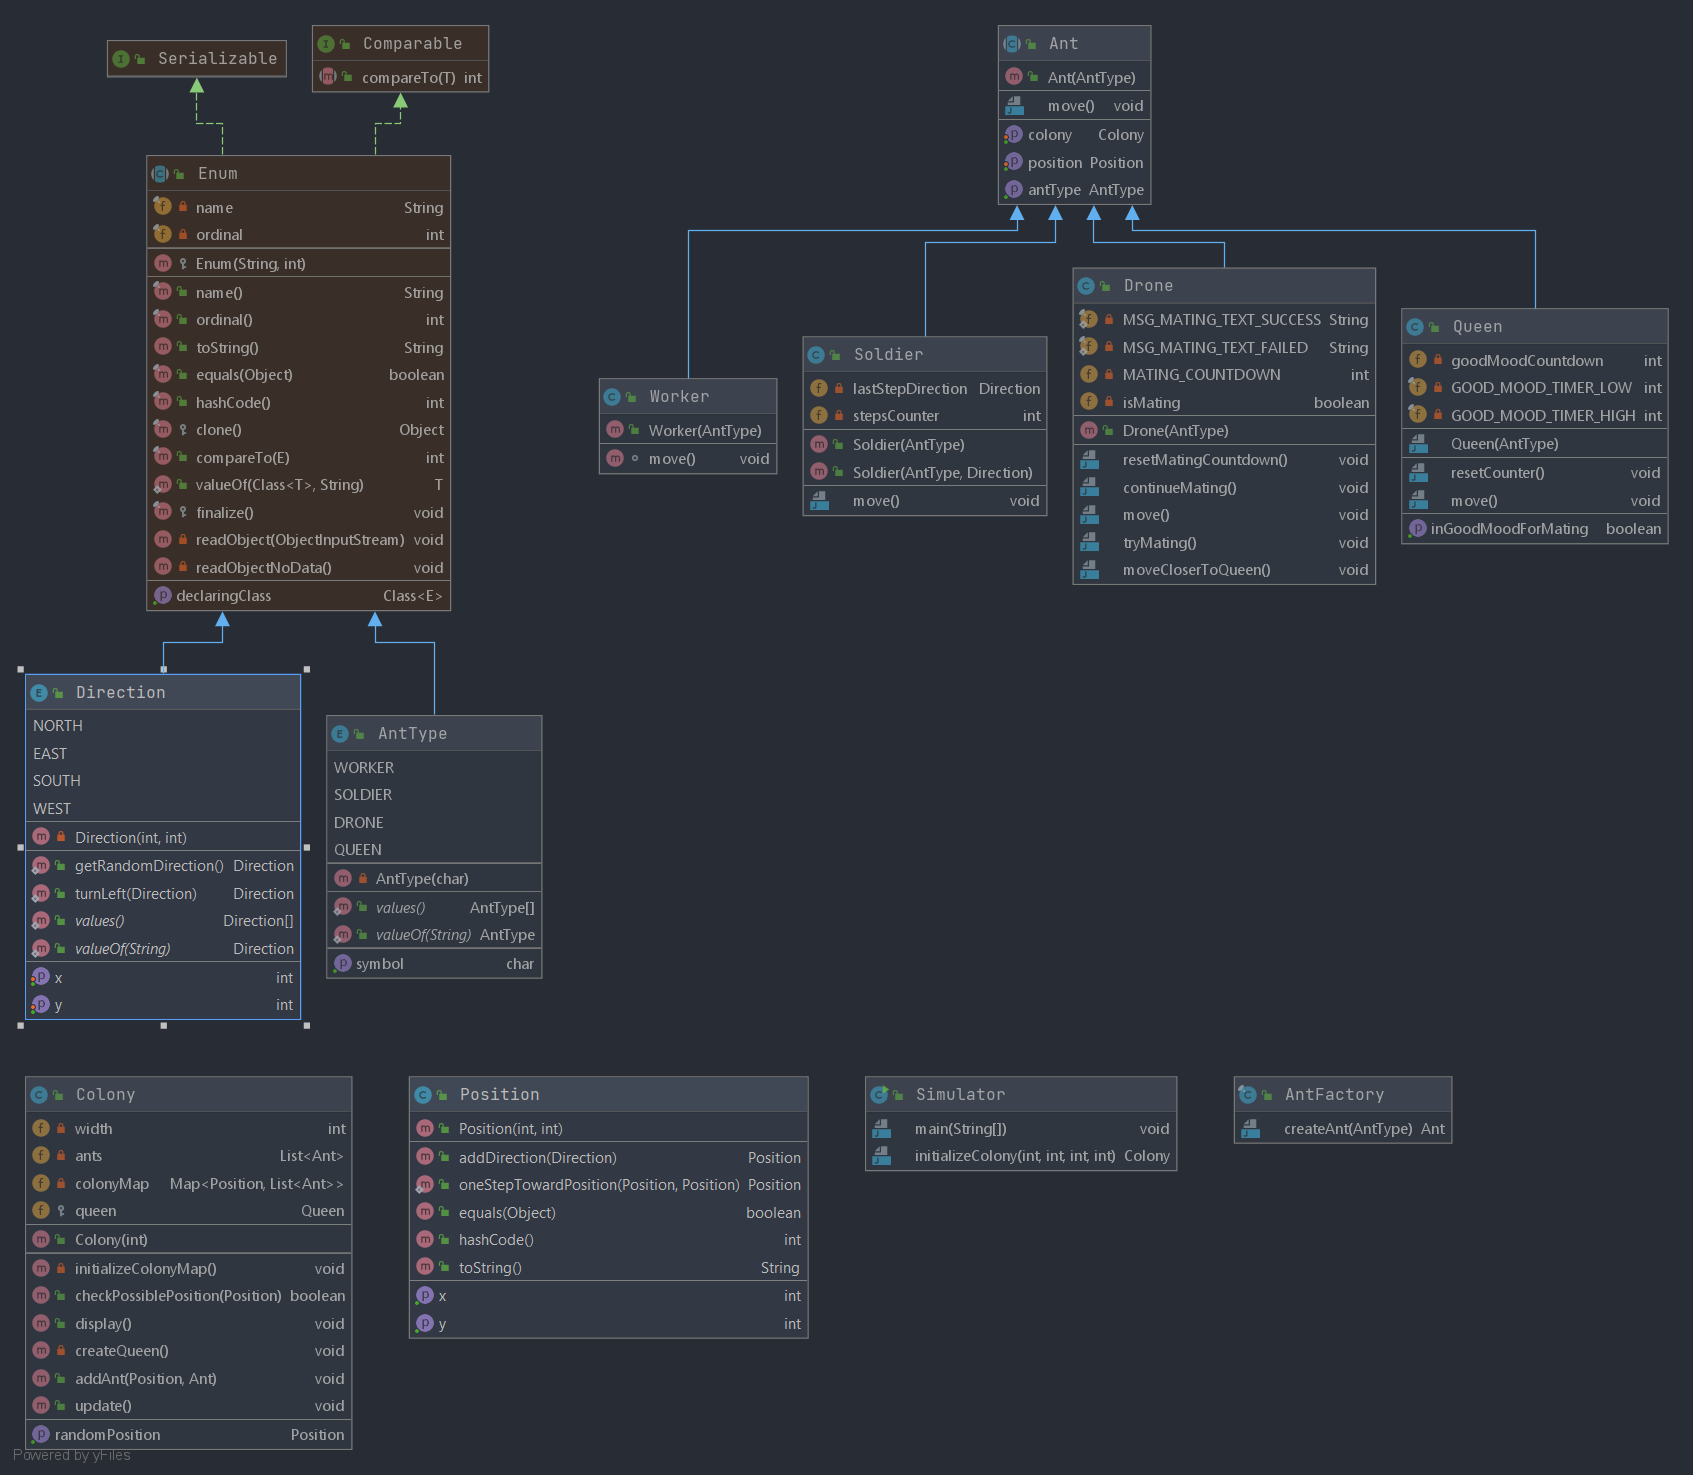 Serializable
Comparable
compareTo(T) int
Enum
name String
ordinal int
Enum(String, int)
name() String
ordinal() int
toString() String
equals(Object) boolean
hashCode() int
clone() Object
compareTo(E) int
valueOf(Class<T>, String) T
finalize() void
readObject(ObjectInputStream) void
readObjectNoData() void
declaringClass Class<E>
Ant
Ant(AntType)
move() void
colony Colony
position Position
antType AntType
Worker
Worker(AntType)
move() void
Soldier
lastStepDirection Direction
stepsCounter int
Soldier(AntType)
Soldier(AntType, Direction)
move() void
Drone
MSG_MATING_TEXT_SUCCESS String
MSG_MATING_TEXT_FAILED String
MATING_COUNTDOWN int
isMating boolean
Drone(AntType)
resetMatingCountdown() void
continueMating() void
move() void
tryMating() void
moveCloserToQueen() void
Queen
goodMoodCountdown int
GOOD_MOOD_TIMER_LOW int
GOOD_MOOD_TIMER_HIGH int
Queen(AntType)
resetCounter() void
move() void
inGoodMoodForMating boolean
Direction
NORTH
EAST
SOUTH
WEST
Direction(int, int)
getRandomDirection() Direction
turnLeft(Direction) Direction
values() Direction[]
valueOf(String) Direction
x int
y int
AntType
WORKER
SOLDIER
DRONE
QUEEN
AntType(char)
values() AntType[]
valueOf(String) AntType
symbol char
Colony
width int
ants List<Ant>
colonyMap Map<Position, List<Ant>>
queen Queen
Colony(int)
initializeColonyMap() void
checkPossiblePosition(Position) boolean
display() void
createQueen() void
addAnt(Position, Ant) void
update() void
randomPosition Position
Position
Position(int, int)
addDirection(Direction) Position
oneStepTowardPosition(Position, Position) Position
equals(Object) boolean
hashCode() int
toString() String
x int
y int
Simulator
main(String[]) void
initializeColony(int, int, int, int) Colony
AntFactory
createAnt(AntType) Ant
Powered by yFiles